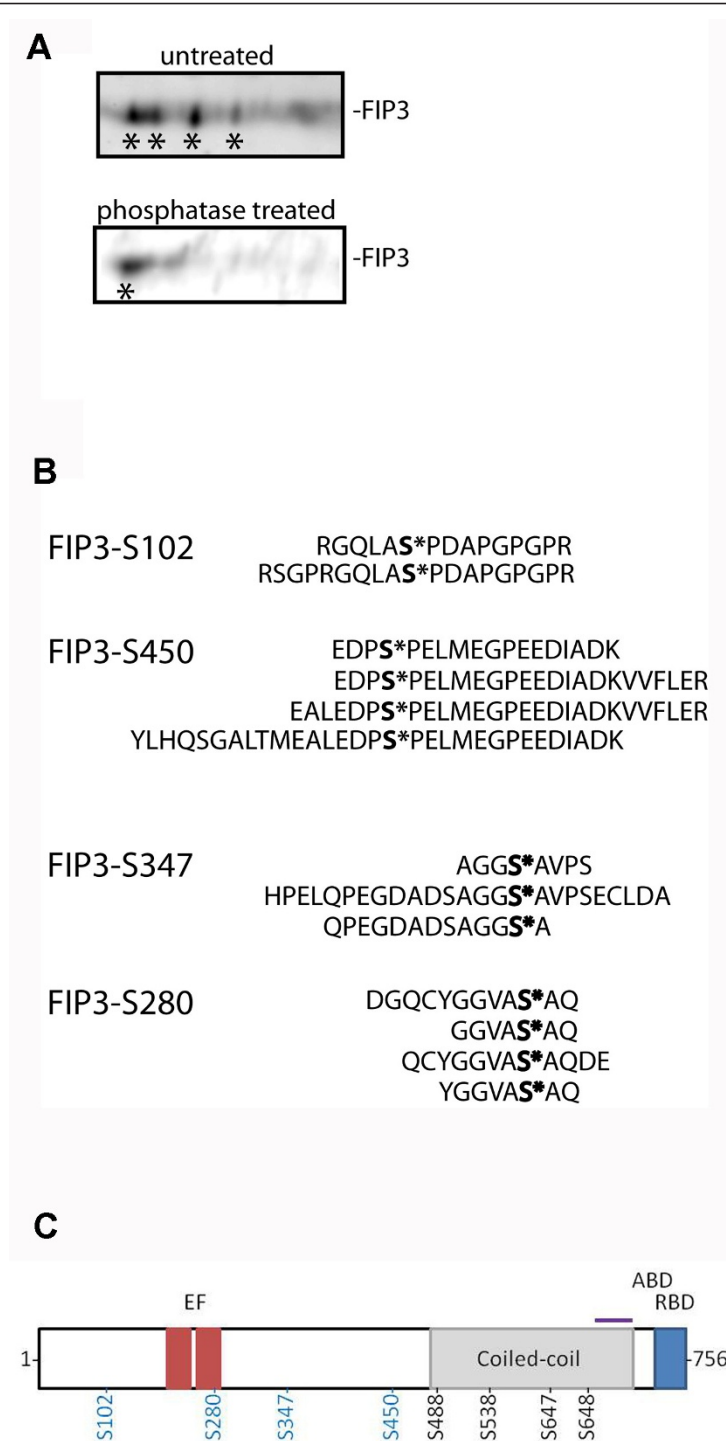 A
untreated
-FIP3
* * * *
phosphatase treated
-FIP3
*
B
FIP3-S102
RGQLAS*PDAPGPGPR
RSGPRGQLAS*PDAPGPGPR
FIP3-S450
EDPS*PELMEGPEEDIADK
EDPS*PELMEGPEEDIADKVVFLER
EALEDPS*PELMEGPEEDIADKVVFLER
YLHQSGALTMEALEDPS*PELMEGPEEDIADK
FIP3-S347
AGGS*AVPS
HPELQPEGDADSAGGS*AVPSECLDA
QPEGDADSAGGS*A
FIP3-S280
DGQCYGGVAS*AQ
GGVAS*AQ
QCYGGVAS*AQDE
YGGVAS*AQ
C
ABD
EF RBD
1- Coiled-coil -756
S102 S280 S347 S450 S488 S538 S647 S648